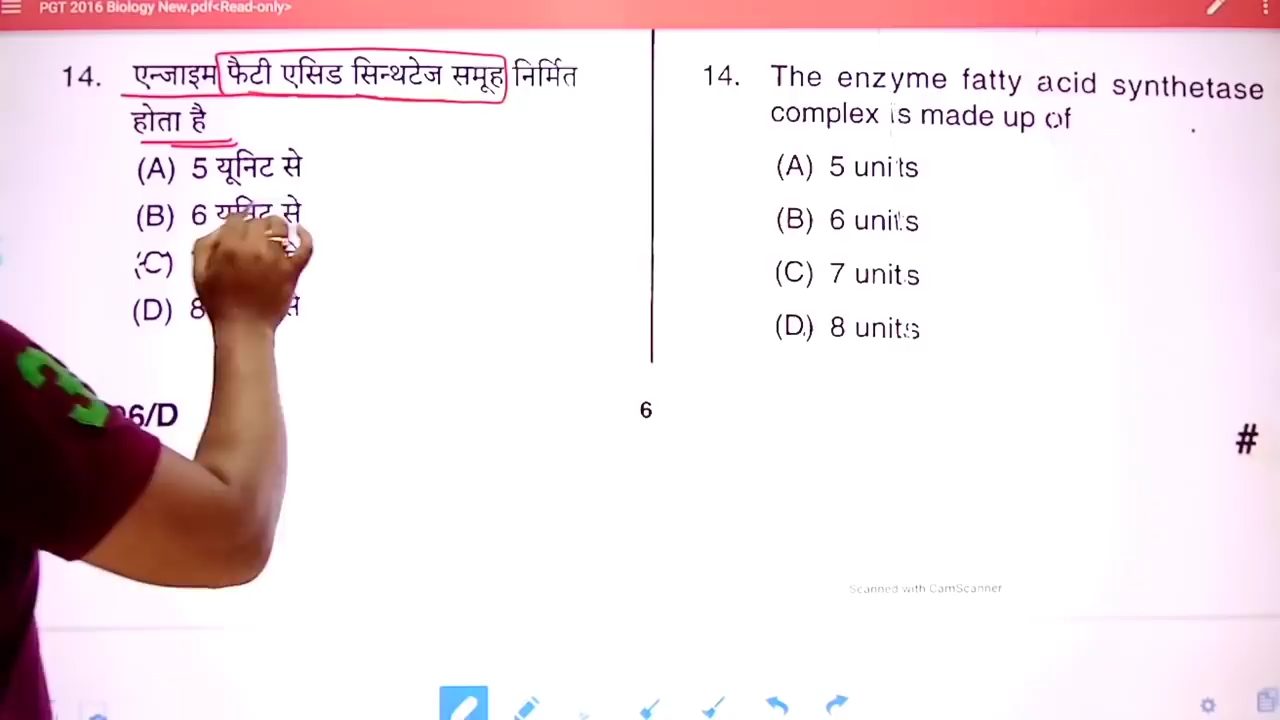 PGT 2016 Biology New.pdf<Read-only>
14. एन्जाइम फैटी एसिड सिन्थटेज समूह निर्मित
होता है
(A) 5 यूनिट से
(B) 6 यूनिट से
(C)
(D) 8 से
6/D
14. The enzyme fatty acid synthetase
complex is made up of
(A) 5 units
(B) 6 units
(C) 7 units
(D) 8 units
6
#
Scanned with CamScanner